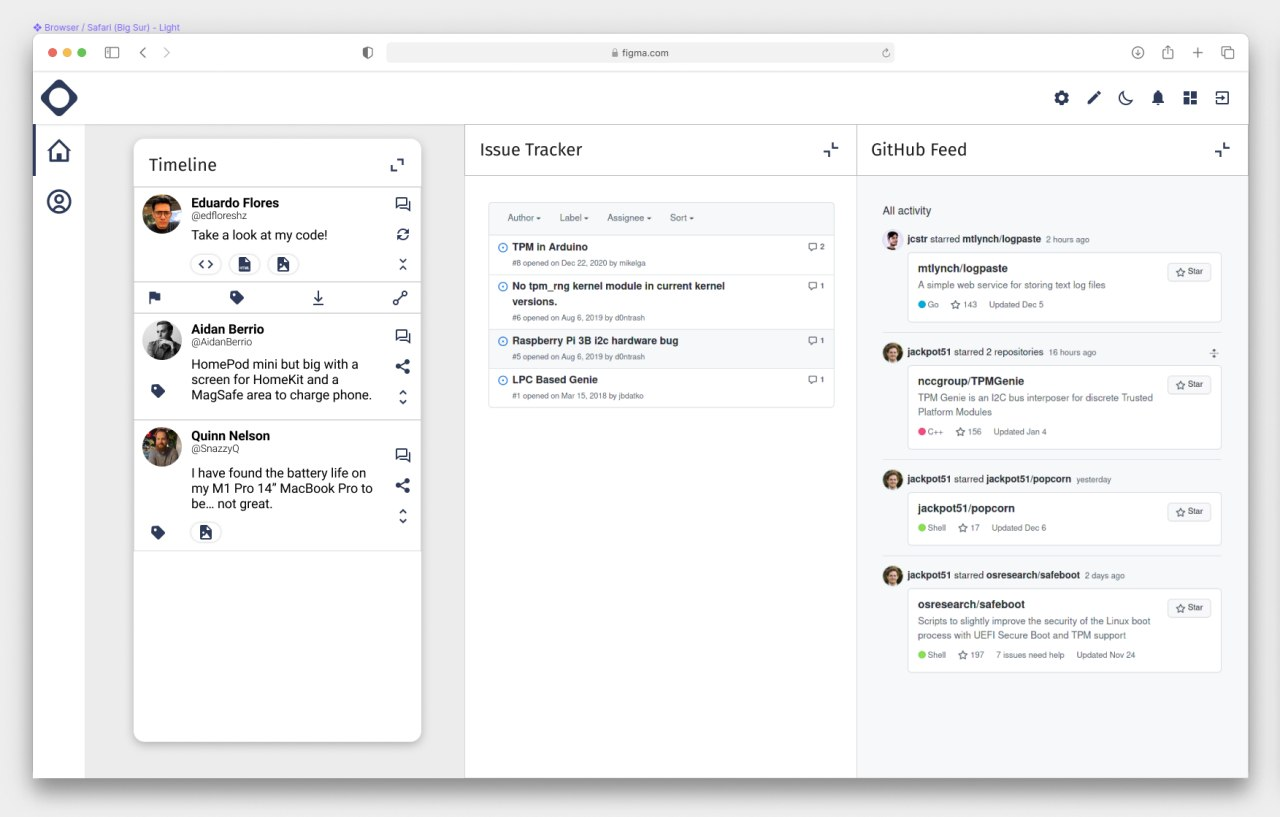 Browser / Safari (Big Sur) - Light
figma.com
Timeline
Eduardo Flores
@edfloreshz
Take a look at my code!
HTML
Aidan Berrio
@AidanBerrio
HomePod mini but big with a
screen for HomeKit and a
MagSafe area to charge phone.
Quinn Nelson
@SnazzyQ
I have found the battery life on
my M1 Pro 14” MacBook Pro to
be... not great.
Issue Tracker
Author Label Assignee Sort
TPM in Arduino 2
#8 opened on Dec 22, 2020 by mikelga
No tpm_rng kernel module in current kernel 1
versions.
#6 opened on Aug 6, 2019 by d0ntrash
Raspberry Pi 3B i2c hardware bug 1
#5 opened on Aug 6, 2019 by d0ntrash
LPC Based Genie 1
#1 opened on Mar 15, 2018 by jbdatko
GitHub Feed
All activity
jcstr starred mtlynch/logpaste 2 hours ago
mtlynch/logpaste Star
A simple web service for storing text log files
Go 143 Updated Dec 5
jackpot51 starred 2 repositories 16 hours ago
nccgroup/TPMGenie Star
TPM Genie is an I2C bus interposer for discrete Trusted
Platform Modules
C++ 156 Updated Jan 4
jackpot51 starred jackpot51/popcorn yesterday
jackpot51/popcorn Star
Shell 17 Updated Dec 6
jackpot51 starred osresearch/safeboot 2 days ago
osresearch/safeboot Star
Scripts to slightly improve the security of the Linux boot
process with UEFI Secure Boot and TPM support
Shell 197 7 issues need help Updated Nov 24